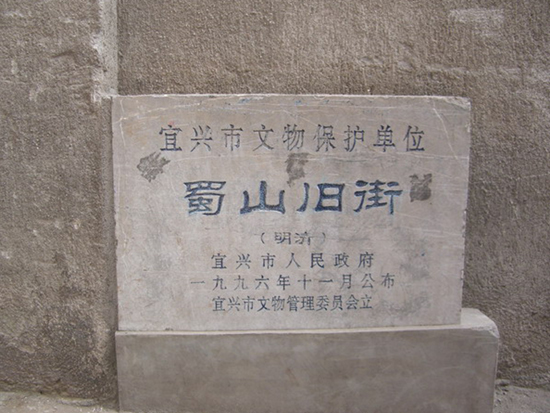 宜兴市文物保护单位
蜀山旧街
（明清）
宜兴市人民政府
一九九六年十一月公布
宜兴市文物管理委员会立